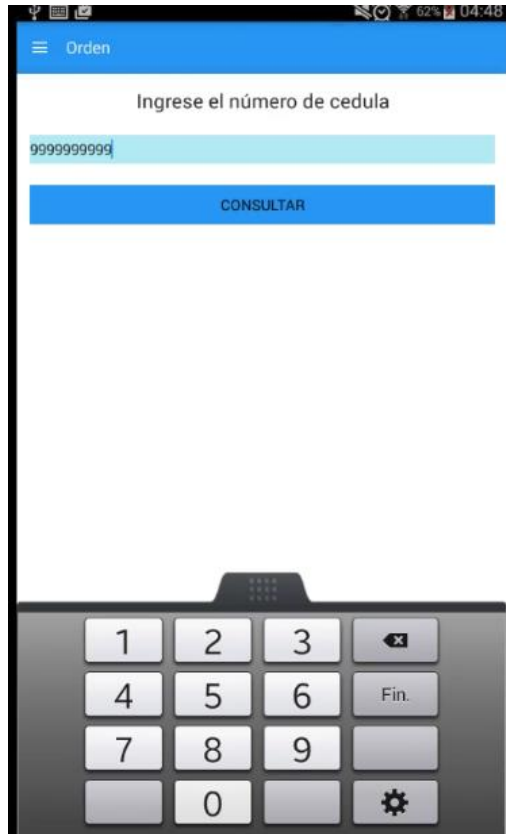 62% 04:48
Orden
Ingrese el número de cedula
9999999999
CONSULTAR
1 2 3
4 5 6 Fin.
7 8 9
0